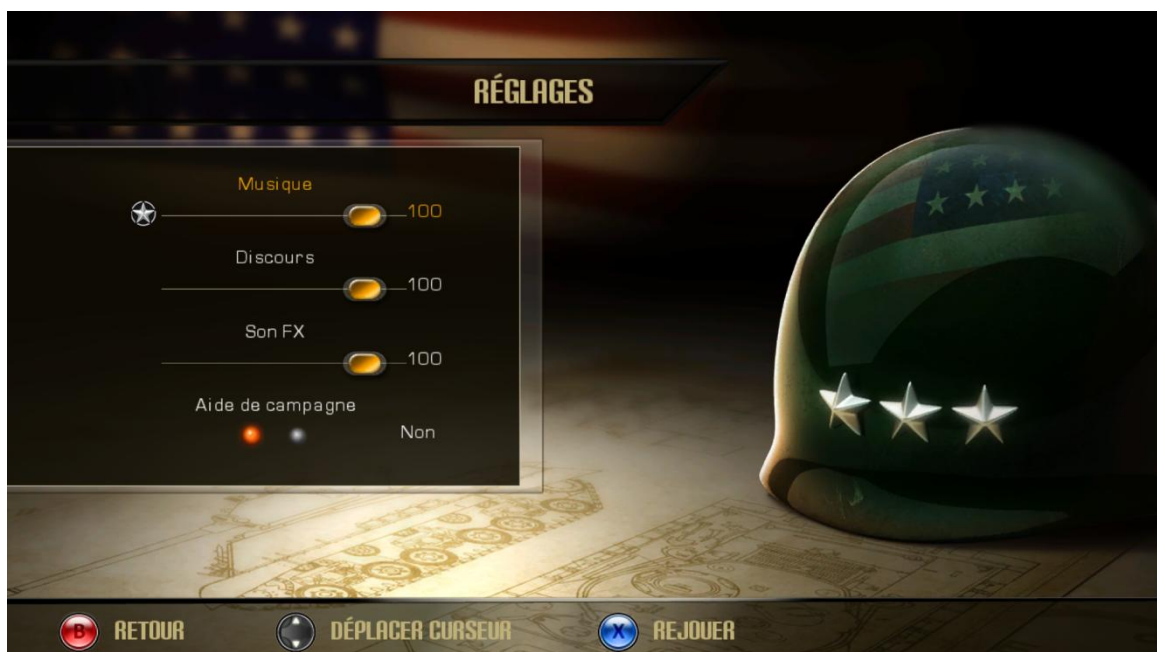 RÉGLAGES
Musique
100
Discours
100
Son FX
100
Aide de campagne
Non
B RETOUR DÉPLACER CURSEUR X REJOUER